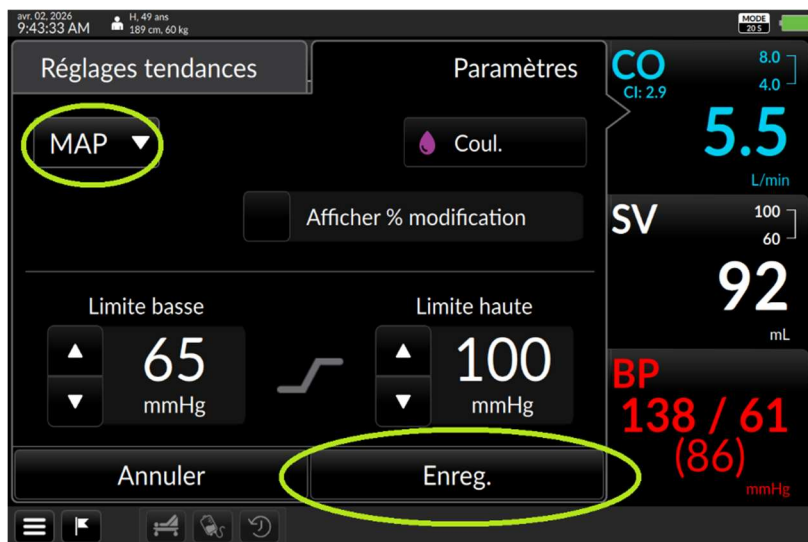 avr. 02, 2026
9:43:33 AM
H, 49 ans
189 cm, 60 kg
MODE
20 S
Réglages tendances
Paramètres
MAP
Coul.
Afficher % modification
Limite basse
Limite haute
65
mmHg
100
mmHg
Annuler
Enreg.
CO
CI: 2.9
8.0
4.0
5.5
L/min
SV
100
60
92
mL
BP
138 / 61
(86)
mmHg